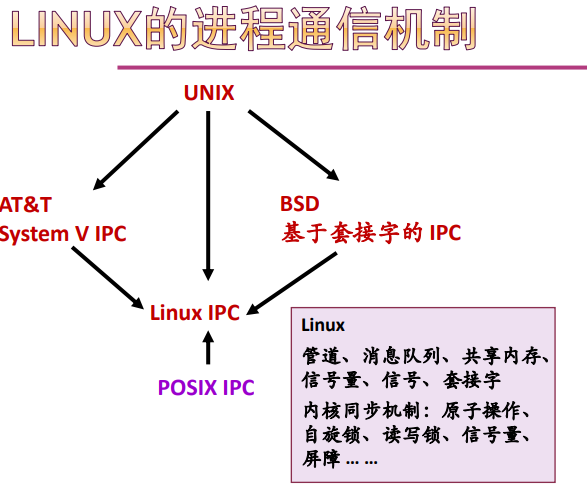 LINUX的进程通信机制
UNIX
AT&T
System V IPC
BSD
基于套接字的 IPC
Linux IPC
POSIX IPC
Linux
管道、消息队列、共享内存、
信号量、信号、套接字
内核同步机制：原子操作、
自旋锁、读写锁、信号量、
屏障 … …